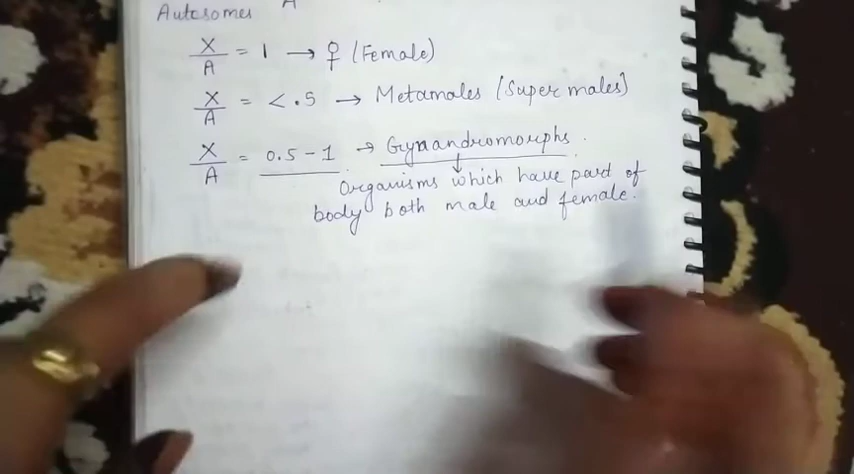 Autosomes A
X/A = 1 → ♀ (Female)
X/A = < .5 → Metamales (Super males)
X/A = 0.5 - 1 → Gynandromorphs.
Organisms which have part of
body both male and female.